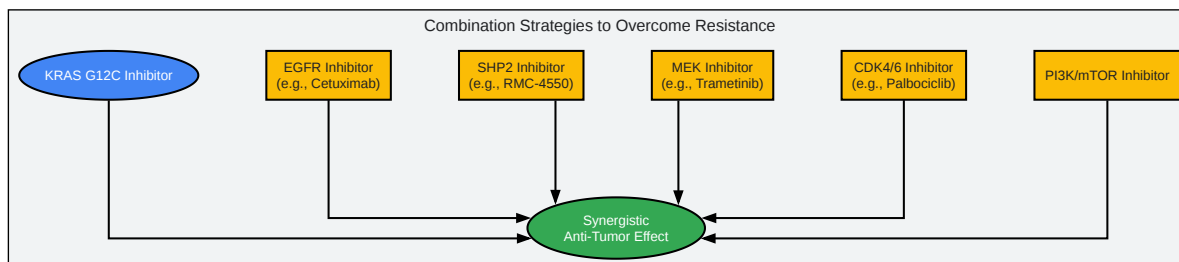 Combination Strategies to Overcome Resistance
KRAS G12C Inhibitor
EGFR Inhibitor
(e.g., Cetuximab)
SHP2 Inhibitor
(e.g., RMC-4550)
MEK Inhibitor
(e.g., Trametinib)
CDK4/6 Inhibitor
(e.g., Palbociclib)
PI3K/mTOR Inhibitor
Synergistic
Anti-Tumor Effect